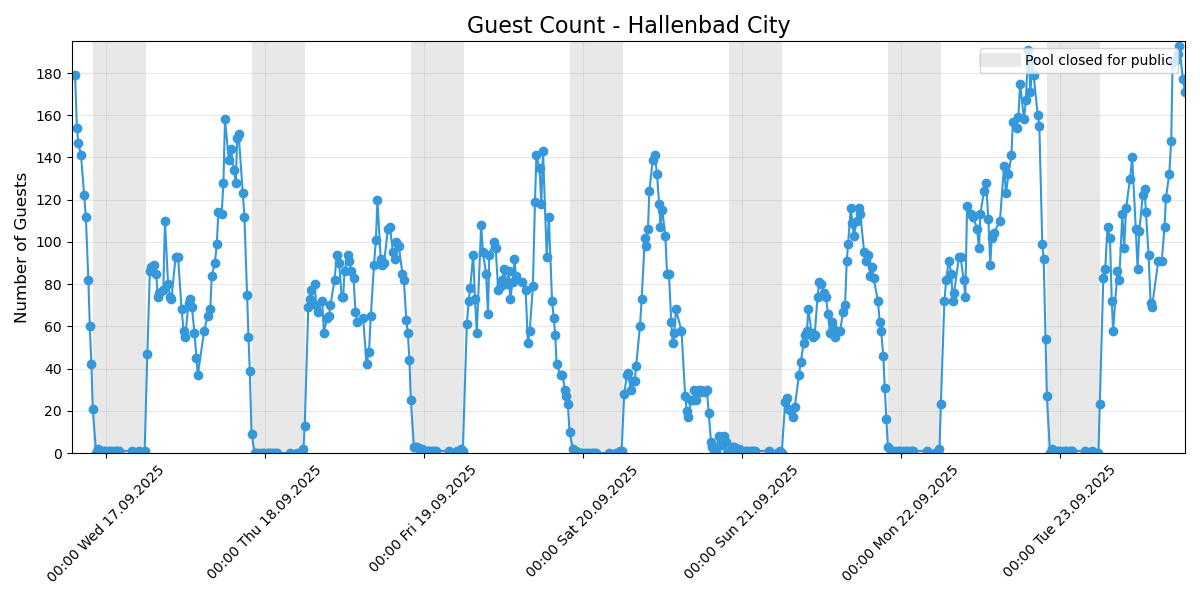 Guest Count - Hallenbad City
Pool closed for public
Number of Guests
180
160
140
120
100
80
60
40
20
0
00:00 Wed 17.09.2025
00:00 Thu 18.09.2025
00:00 Fri 19.09.2025
00:00 Sat 20.09.2025
00:00 Sun 21.09.2025
00:00 Mon 22.09.2025
00:00 Tue 23.09.2025